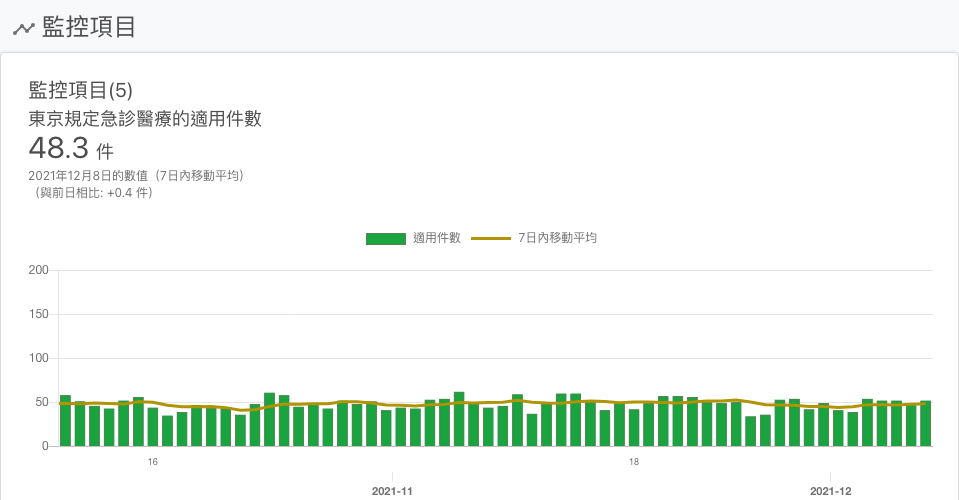 監控項目
監控項目(5)
東京規定急診醫療的適用件數
48.3 件
2021年12月8日的數值（7日內移動平均）
（與前日相比: +0.4 件）
適用件數 7日內移動平均
200
150
100
50
0
16 18
2021-11 2021-12